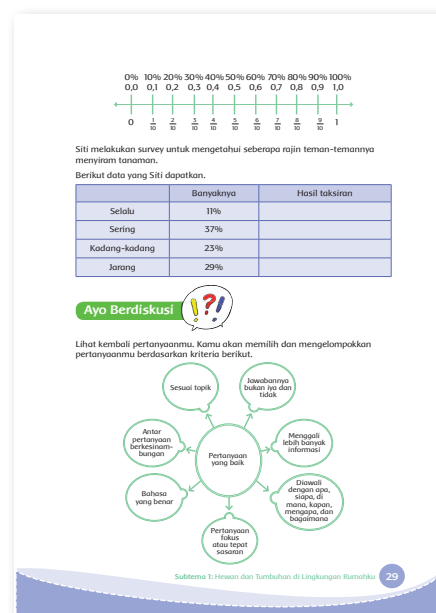 0% 10% 20% 30% 40% 50% 60% 70% 80% 90% 100%
0,0 0,1 0,2 0,3 0,4 0,5 0,6 0,7 0,8 0,9 1,0
0 1/10 2/10 3/10 4/10 5/10 6/10 7/10 8/10 9/10 1
Siti melakukan survey untuk mengetahui seberapa rajin teman-temannya
menyiram tanaman.
Berikut data yang Siti dapatkan.
Banyaknya Hasil taksiran
Selalu 11%
Sering 37%
Kadang-kadang 23%
Jarang 29%
Ayo Berdiskusi
!?!
Lihat kembali pertanyaanmu. Kamu akan memilih dan mengelompokkan
pertanyaanmu berdasarkan kriteria berikut.
Sesuai topik
Jawabannya
bukan iya dan
tidak
Antar
pertanyaan
berkesinam-
bungan
Menggali
lebih banyak
informasi
Pertanyaan
yang baik
Bahasa
yang benar
Diawali
dengan apa,
siapa, di
mana, kapan,
mengapa, dan
bagaimana
Pertanyaan
fokus
atau tepat
sasaran
Subtema 1: Hewan dan Tumbuhan di Lingkungan Rumahku 29